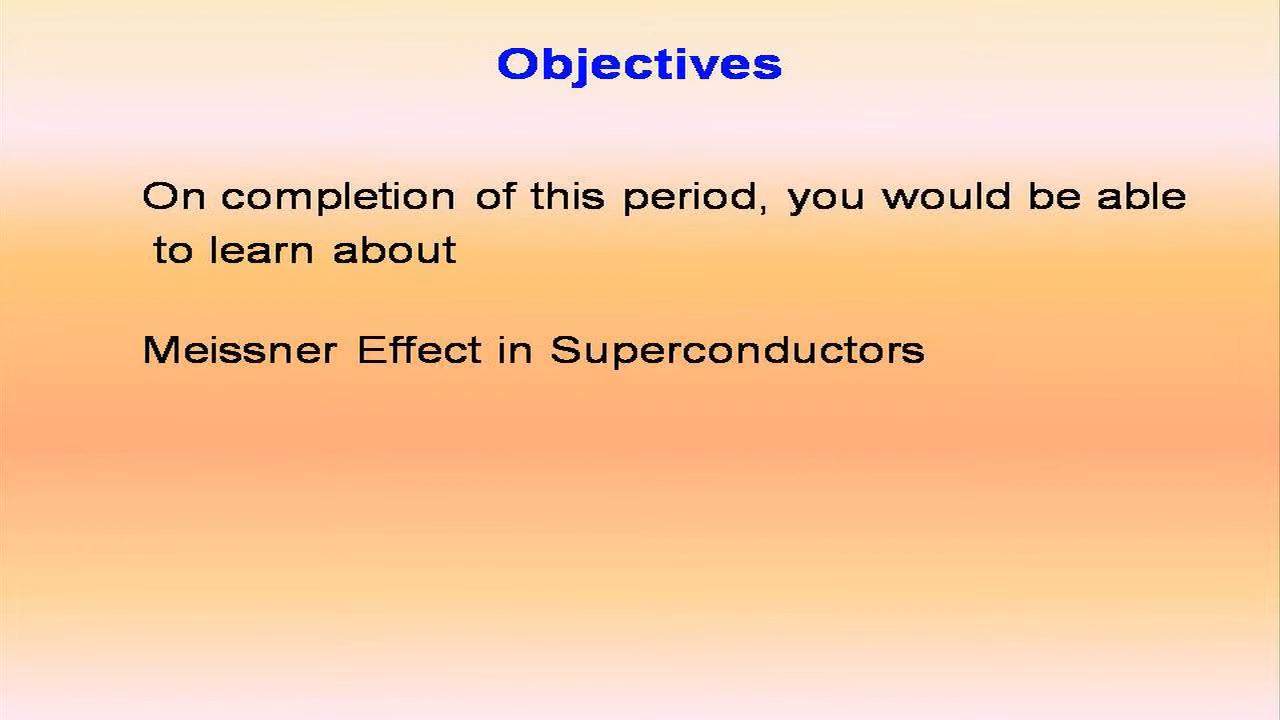 Objectives
On completion of this period, you would be able
to learn about
Meissner Effect in Superconductors